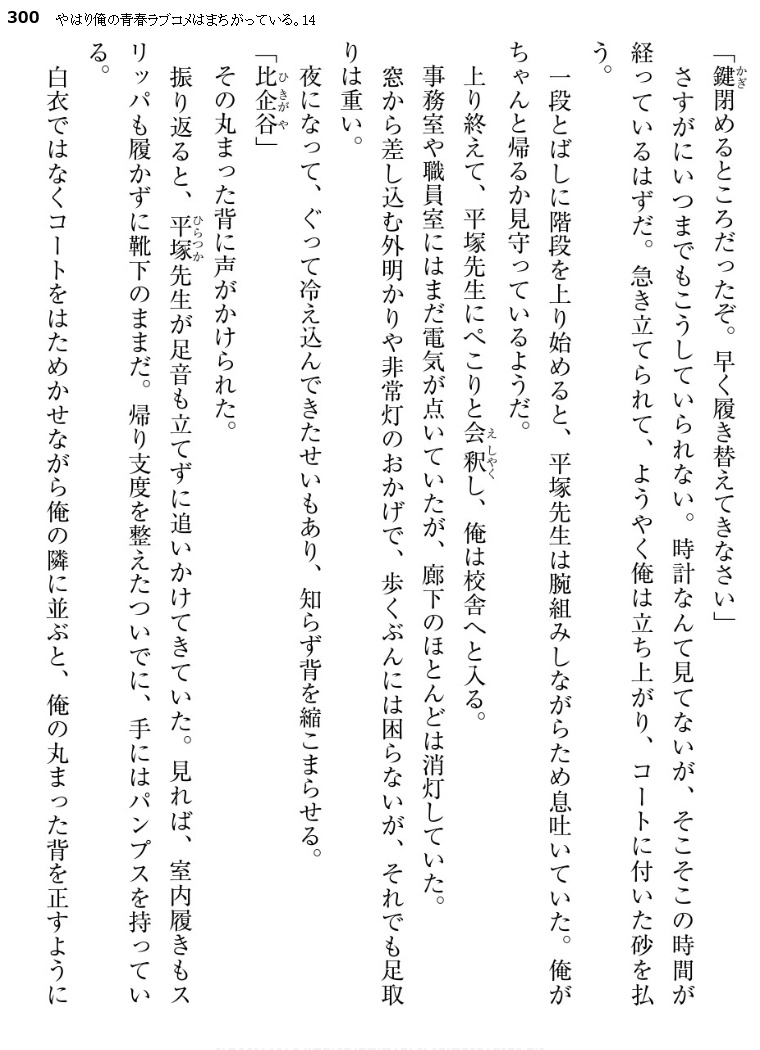 300 やはり俺の青春ラブコメはまちがっている。14
「鍵閉めるところだったぞ。早く履き替えてきなさい」
さすがにいつまでもこうしていられない。時計なんて見てないが、そこそこの時間が
経っているはずだ。急き立てられて、ようやく俺は立ち上がり、コートに付いた砂を払
う。
一段とばしに階段を上り始めると、平塚先生は腕組みしながらため息吐いていた。俺が
ちゃんと帰るか見守っているようだ。
上り終えて、平塚先生にぺこりと会釈し、俺は校舎へと入る。
事務室や職員室にはまだ電気が点いていたが、廊下のほとんどは消灯していた。
窓から差し込む外明かりや非常灯のおかげで、歩くぶんには困らないが、それでも足取
りは重い。
夜になって、ぐって冷え込んできたせいもあり、知らず背を縮こまらせる。
「比企谷」
その丸まった背に声がかけられた。
振り返ると、平塚先生が足音も立てずに追いかけてきていた。見れば、室内履きもス
リッパも履かずに靴下のままだ。帰り支度を整えたついでに、手にはパンプスを持ってい
る。
白衣ではなくコートをはためかせながら俺の隣に並ぶと、俺の丸まった背を正すように